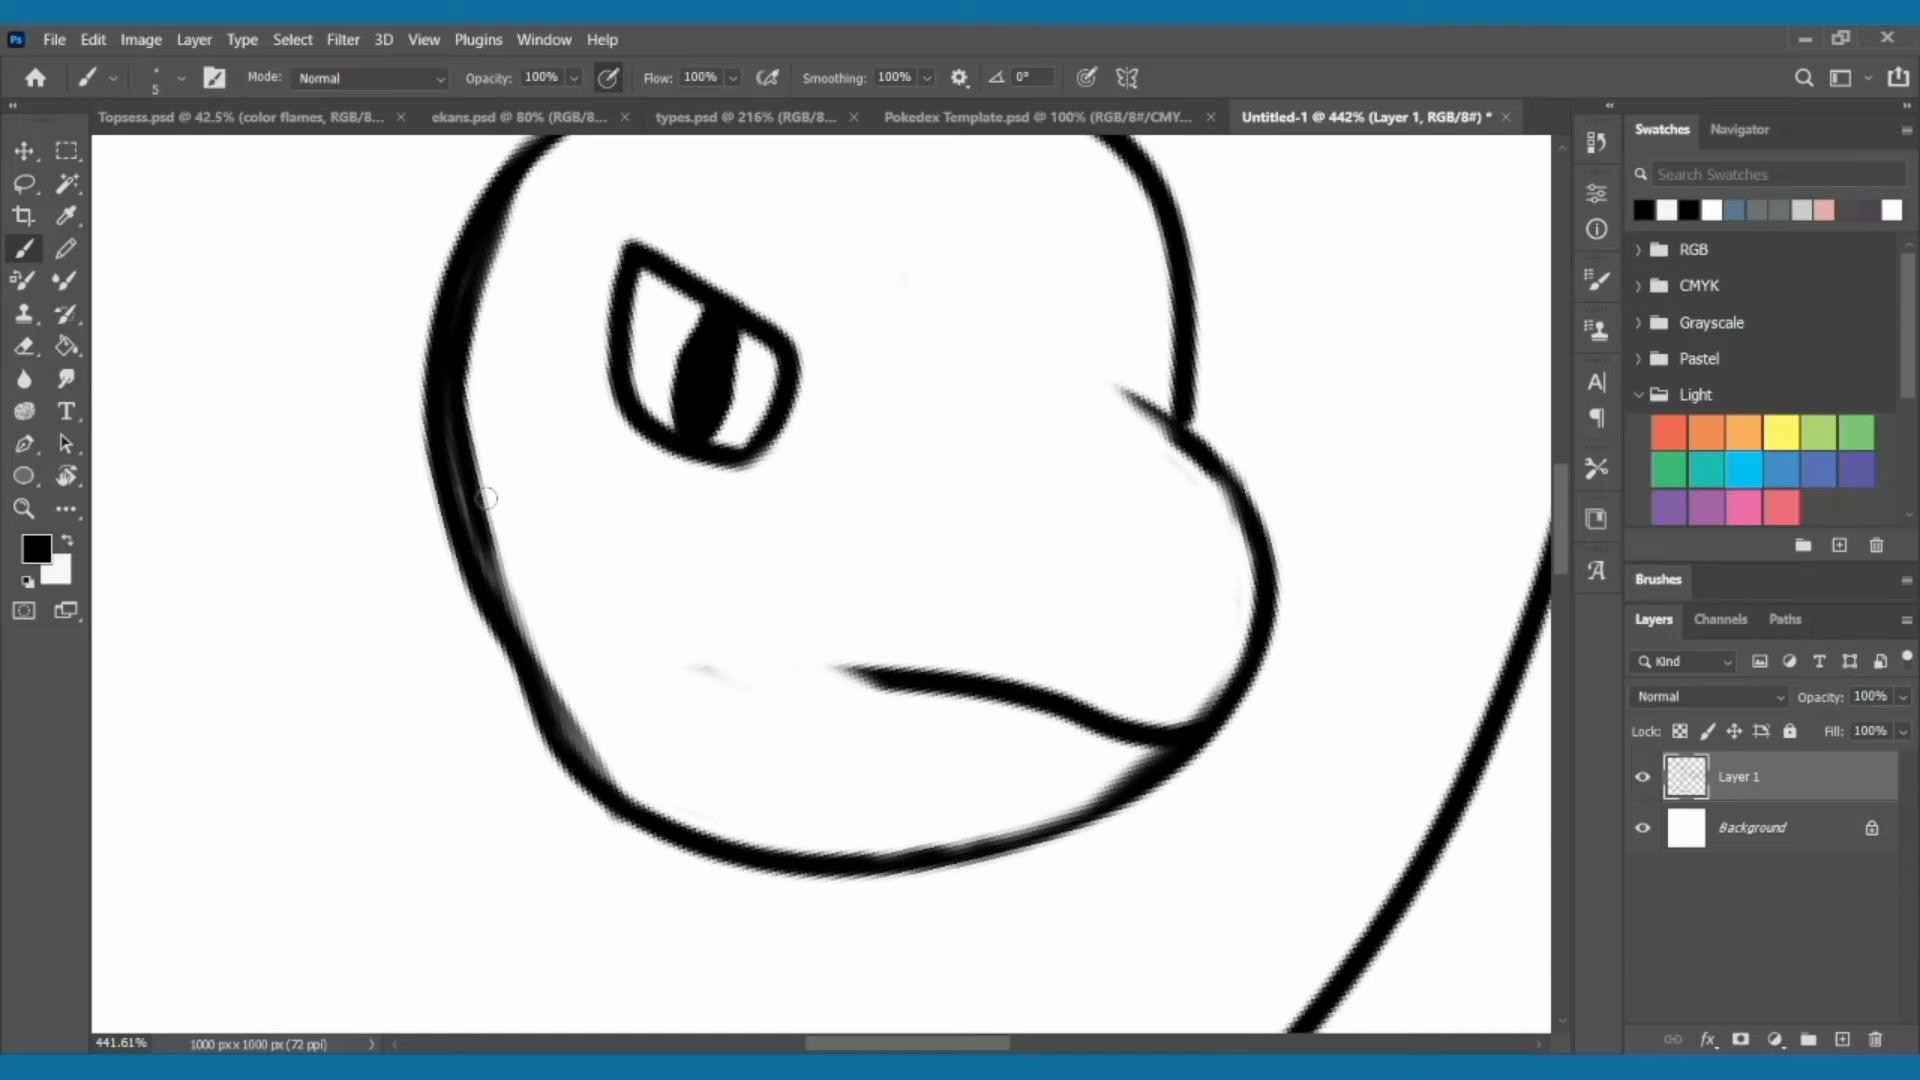 Ps File Edit Image Layer Type Select Filter 3D View Plugins Window Help
5 Mode: Normal Opacity: 100% Flow: 100% Smoothing: 100% 0°
Topsess.psd @ 42.5% (color flames, RGB/8... ekans.psd @ 80% (RGB/8... types.psd @ 216% (RGB/8... Pokedex Template.psd @ 100% (RGB/8#/CMY... Untitled-1 @ 442% (Layer 1, RGB/8#) *
Swatches Navigator
Search Swatches
RGB
CMYK
Grayscale
Pastel
Light
Brushes
Layers Channels Paths
Kind
Normal Opacity: 100%
Lock: Fill: 100%
Layer 1
Background
441.61% 1000 px x 1000 px (72 ppi)